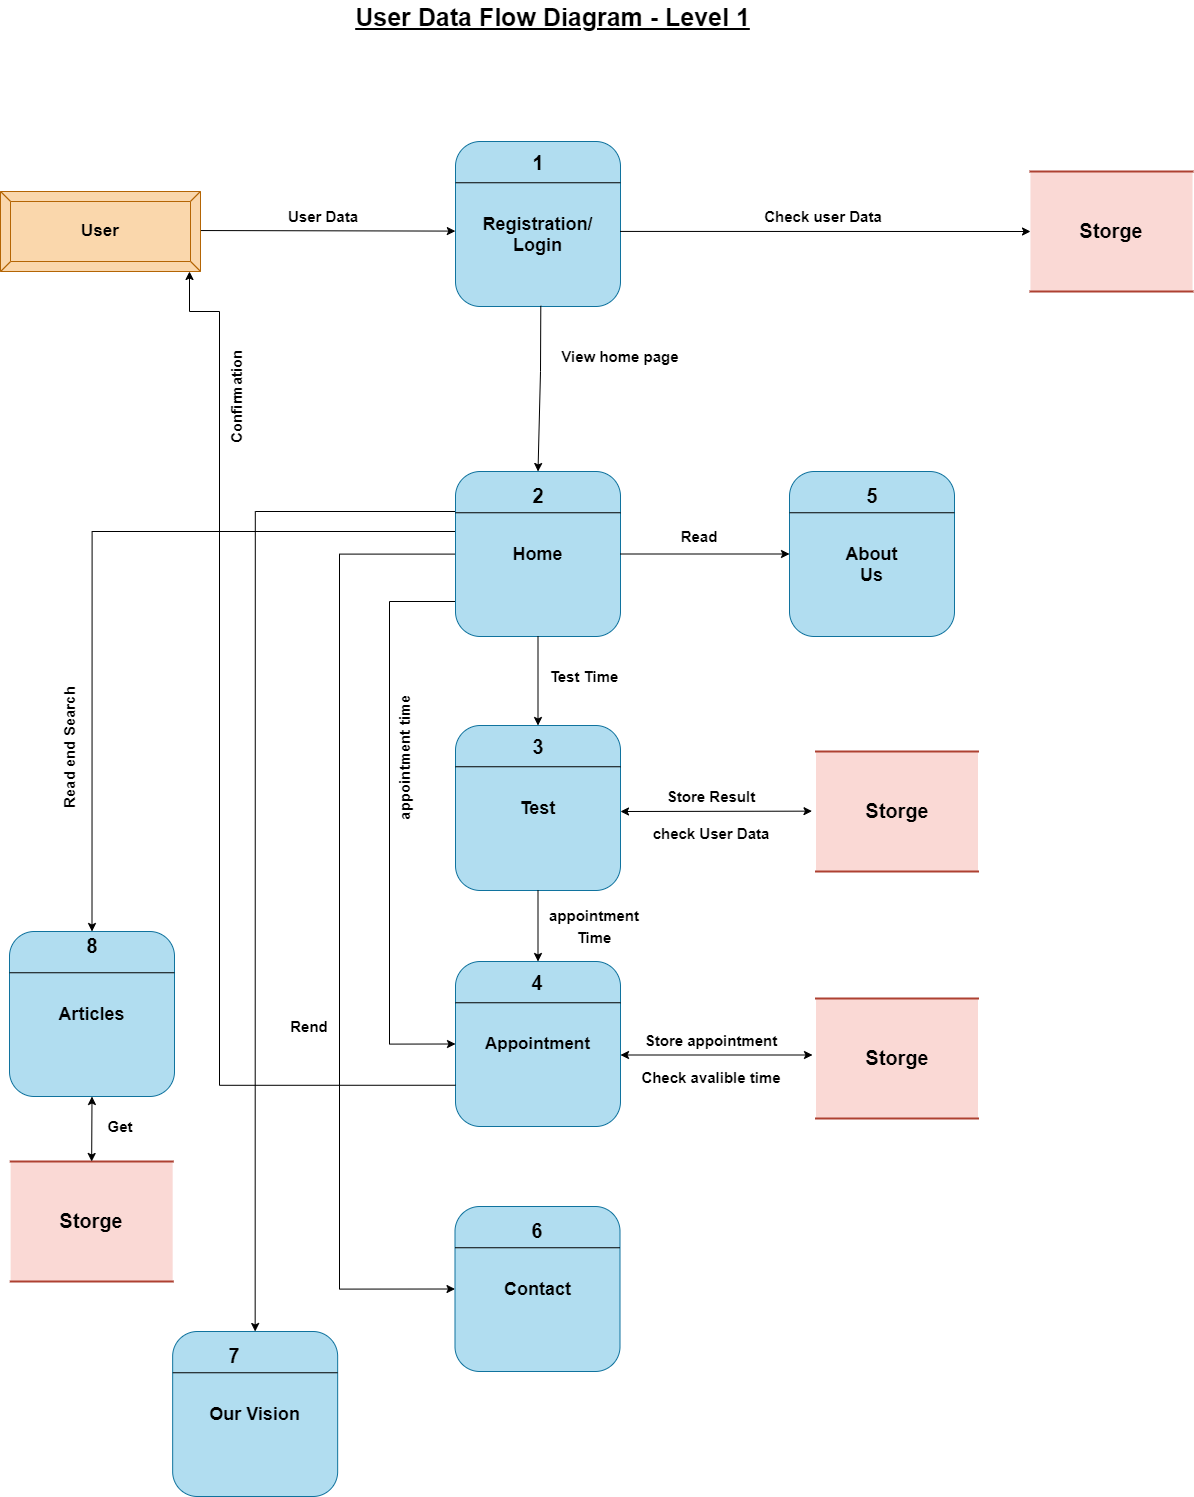 User Data Flow Diagram - Level 1
1
User
User Data
Registration/
Login
Check user Data
Storge
Confirmation
View home page
2
5
Home
Read
About
Us
Read end Search
appointment time
Test Time
3
Test
Store Result
check User Data
Storge
appointment
Time
8
Articles
4
Appointment
Rend
Store appointment
Check avalible time
Storge
Get
Storge
6
Contact
7
Our Vision